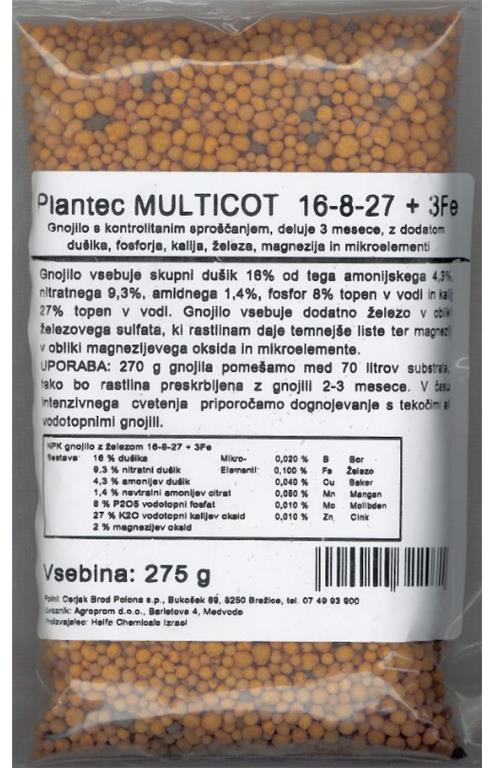 Plantec MULTICOT 16-8-27 + 3Fe
Gnojilo s kontrolitanim sproščanjem, deluje 3 mesece, z dodatom
dušika, fosforja, kalija, železa, magnezija in mikroelementi
Gnojilo vsebuje skupni dušik 16% od tega amonijskega 4,3%,
nitratnega 9,3%, amidnega 1,4%, fosfor 8% topen v vodi in kalij
27% topen v vodi. Gnojilo vsebuje dodatno železo v obliki
železovega sulfata, ki rastlinam daje temnejše liste ter magnezij
v obliki magnezijevega oksida in mikroelemente.
UPORABA: 270 g gnojila pomešamo med 70 litrov substrata,
tako bo rastlina preskrbljena z gnojili 2-3 mesece. V času
intenzivnega cvetenja priporočamo dognojevanje s tekočimi ali
vodotopnimi gnojili.
NPK gnojilo z železom 16-8-27 + 3Fe
Sestava: 16 % dušika Mikro- 0,020 % B Bor
9,3 % nitratni dušik Elementi: 0,100 % Fe Železo
4,3 % amonijev dušik 0,040 % Cu Baker
1,4 % navtralni amonijev citrat 0,050 % Mn Mangan
8 % P2O5 vodotopni fosfat 0,010 % Mo Molibden
27 % K2O vodotopni kalijev oksid 0,010 % Zn Cink
2 % magnezijev oksid
Vsebina: 275 g
Polni: Cerjak Brod Polona s.p., Bukošek 69, 8250 Brežice, tel. 07 49 93 900
Uvoznik: Agroprom d.o.o., Barletova 4, Medvode
Proizvajalec: Haifa Chemicals Izrael